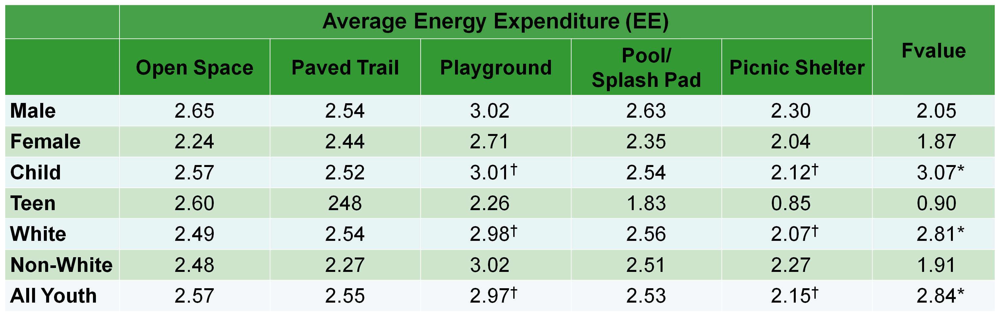 Average Energy Expenditure (EE)
Fvalue
Open Space Paved Trail Playground Pool/
Splash Pad Picnic Shelter
Male 2.65 2.54 3.02 2.63 2.30 2.05
Female 2.24 2.44 2.71 2.35 2.04 1.87
Child 2.57 2.52 3.01† 2.54 2.12† 3.07*
Teen 2.60 248 2.26 1.83 0.85 0.90
White 2.49 2.54 2.98† 2.56 2.07† 2.81*
Non-White 2.48 2.27 3.02 2.51 2.27 1.91
All Youth 2.57 2.55 2.97† 2.53 2.15† 2.84*